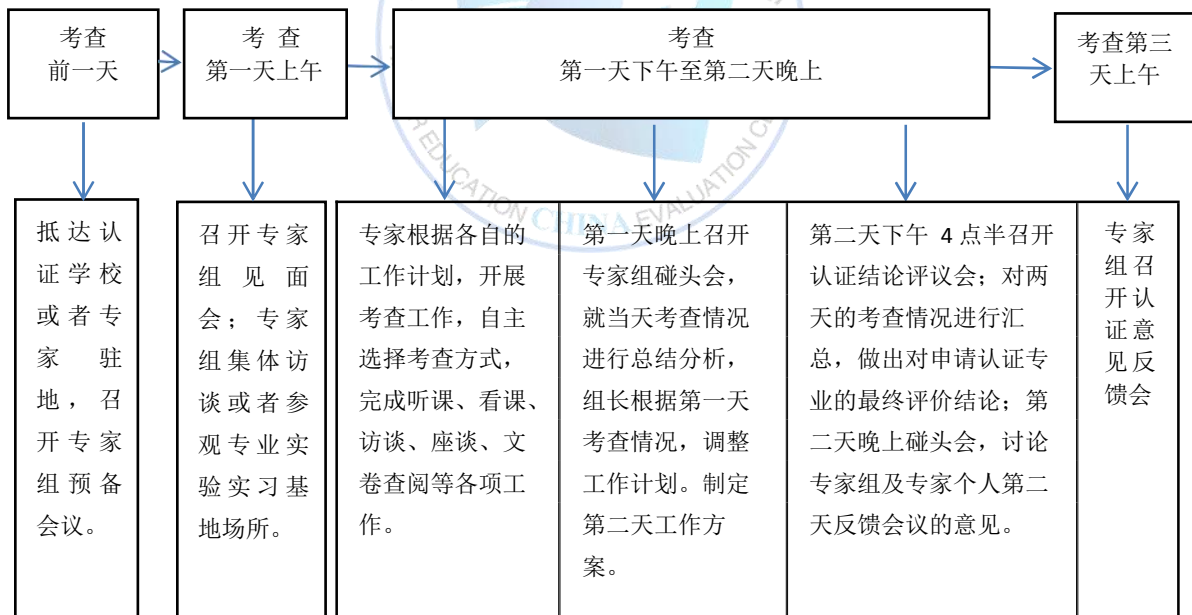 考查
前一天
考 查
第一天上午
考查
第一天下午至第二天晚上
考查第三
天上午
抵达认
证学校
或者专
家驻
地，召
开专家
组预备
会议。
召开专家
组见面
会；专家
组集体访
谈或者参
观专业实
验实习基
地场所。
专家根据各自的
工作计划，开展
考查工作，自主
选择考查方式，
完成听课、看课、
访谈、座谈、文
卷查阅等各项工
作。
第一天晚上召开
专家组碰头会，
就当天考查情况
进行总结分析，
组长根据第一天
考查情况，调整
工作计划。制定
第二天工作方
案。
第二天下午 4 点半召开
认证结论评议会；对两
天的考查情况进行汇
总，做出对申请认证专
业的最终评价结论；第
二天晚上碰头会，讨论
专家组及专家个人第二
天反馈会议的意见。
专家
组召
开认
证意
见反
馈会
EDUCATION CHINA EVALUATION